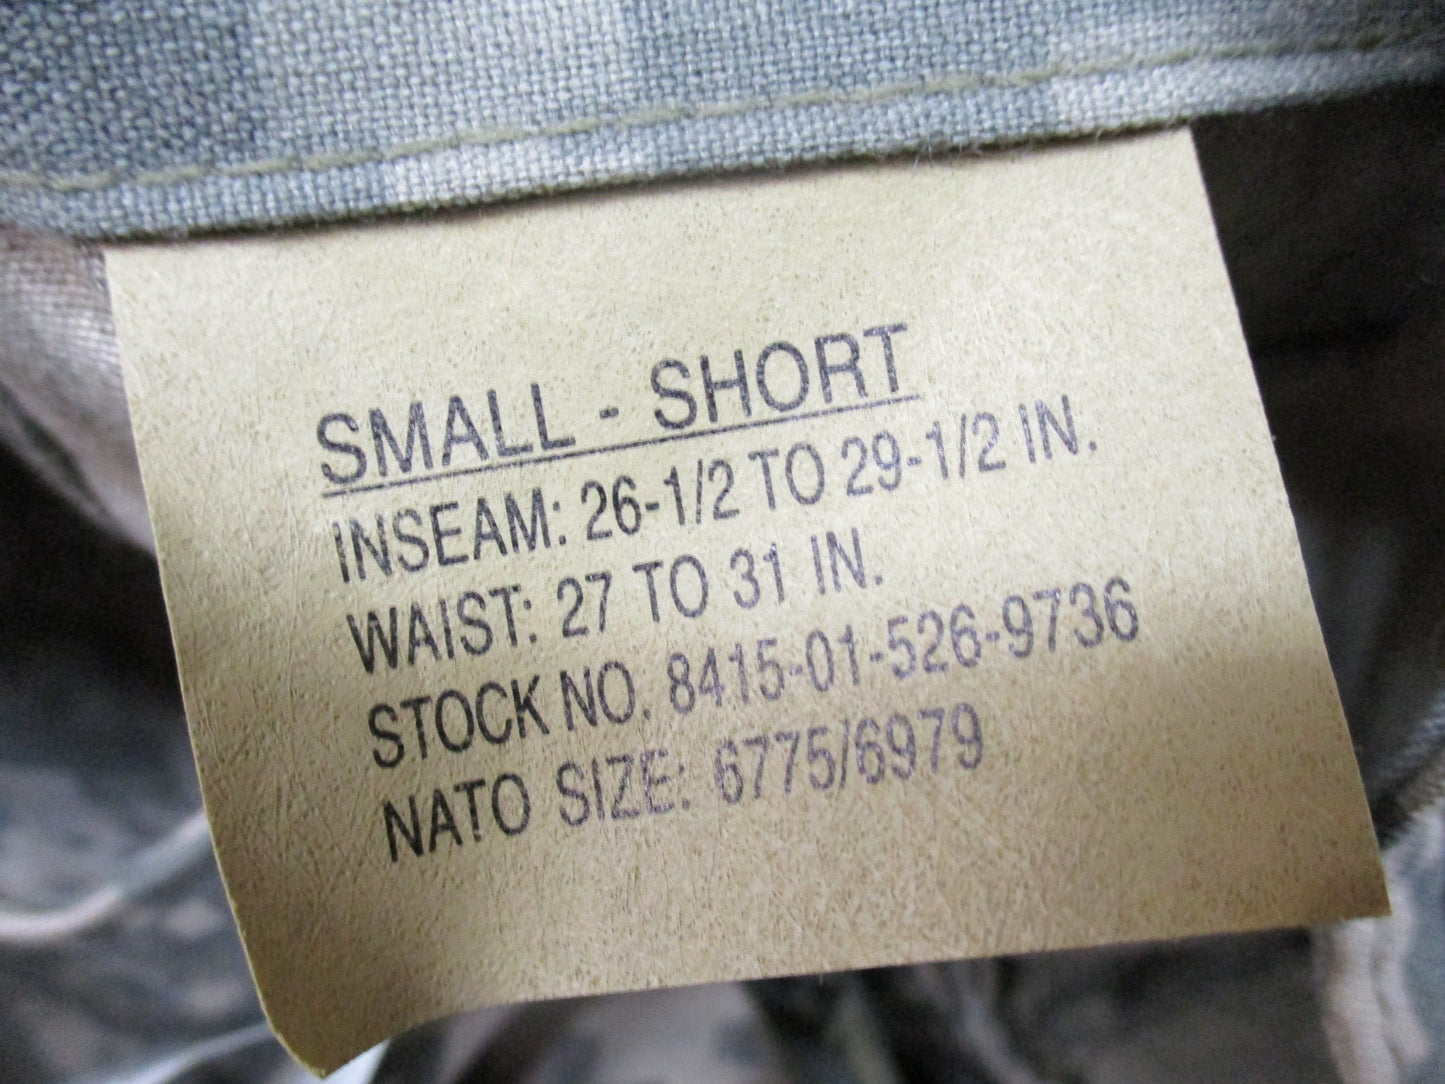 SMALL - SHORT
INSEAM: 26-1/2 TO 29-1/2 IN.
WAIST: 27 TO 31 IN.
STOCK NO. 8415-01-526-9736
NATO SIZE: 6775/6979